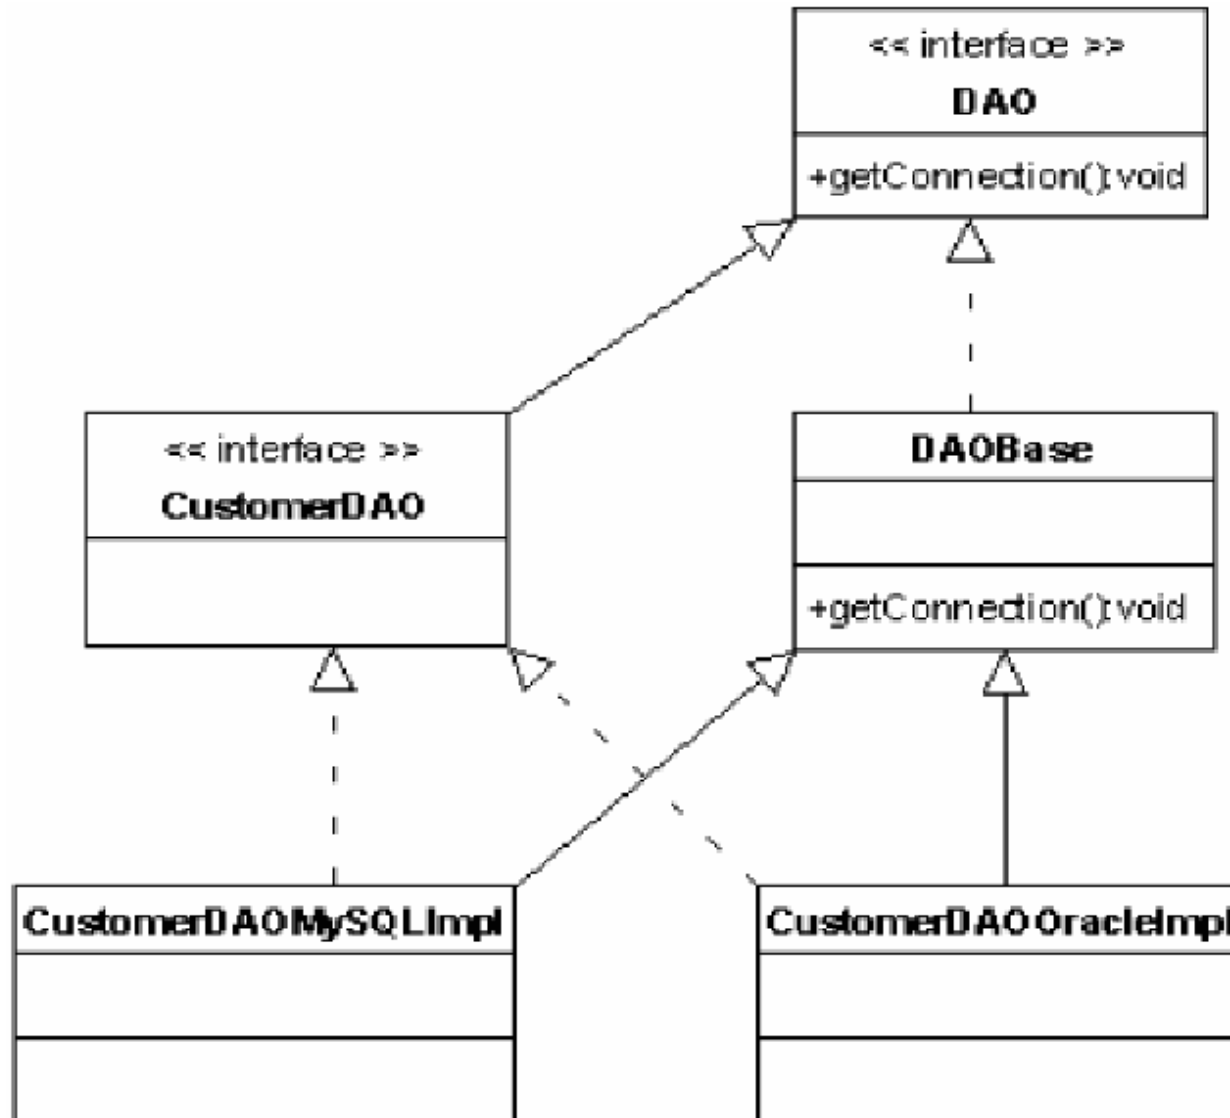 << interface >>
DAO
+getConnection():void
<< interface >>
CustomerDAO
DAOBase
+getConnection():void
CustomerDAOMySQLImpl
CustomerDAOOracleImpl